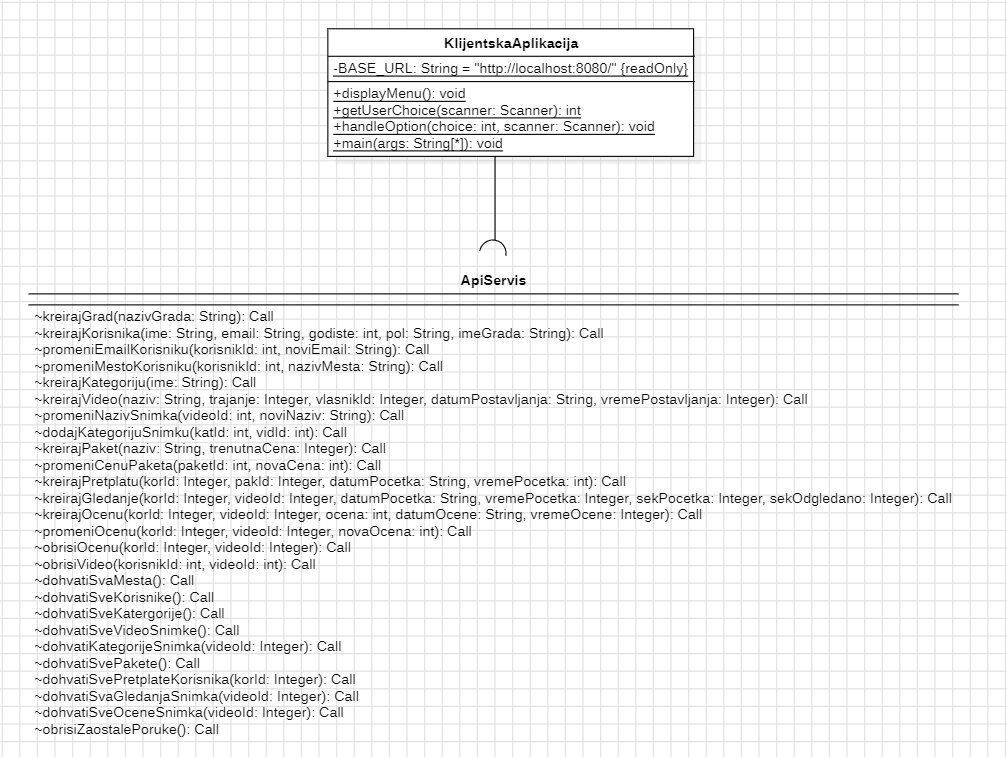 KlijentskaAplikacija
-BASE_URL: String = "http://localhost:8080/" {readOnly}
+displayMenu(): void
+getUserChoice(scanner: Scanner): int
+handleOption(choice: int, scanner: Scanner): void
+main(args: String[*]): void
ApiServis
~kreirajGrad(nazivGrada: String): Call
~kreirajKorisnika(ime: String, email: String, godiste: int, pol: String, imeGrada: String): Call
~promeniEmailKorisniku(korisnikId: int, noviEmail: String): Call
~promeniMestoKorisniku(korisnikId: int, nazivMesta: String): Call
~kreirajKategoriju(ime: String): Call
~kreirajVideo(naziv: String, trajanje: Integer, vlasnikId: Integer, datumPostavljanja: String, vremePostavljanja: Integer): Call
~promeniNazivSnimka(videoId: int, noviNaziv: String): Call
~dodajKategorijuSnimku(katId: int, vidId: int): Call
~kreirajPaket(naziv: String, trenutnaCena: Integer): Call
~promeniCenuPaketa(paketId: int, novaCena: int): Call
~kreirajPretplatu(korId: Integer, pakId: Integer, datumPocetka: String, vremePocetka: int): Call
~kreirajGledanje(korId: Integer, videoId: Integer, datumPocetka: String, vremePocetka: Integer, sekPocetka: Integer, sekOdgledano: Integer): Call
~kreirajOcenu(korId: Integer, videoId: Integer, ocena: int, datumOcene: String, vremeOcene: Integer): Call
~promeniOcenu(korId: Integer, videoId: Integer, novaOcena: int): Call
~obrisiOcenu(korId: Integer, videoId: Integer): Call
~obrisiVideo(korisnikId: int, videoId: int): Call
~dohvatiSvaMesta(): Call
~dohvatiSveKorisnike(): Call
~dohvatiSveKatergorije(): Call
~dohvatiSveVideoSnimke(): Call
~dohvatiKategorijeSnimka(videoId: Integer): Call
~dohvatiSvePakete(): Call
~dohvatiSvePretplateKorisnika(korId: Integer): Call
~dohvatiSvaGledanjaSnimka(videoId: Integer): Call
~dohvatiSveOceneSnimka(videoId: Integer): Call
~obrisiZaostalePoruke(): Call